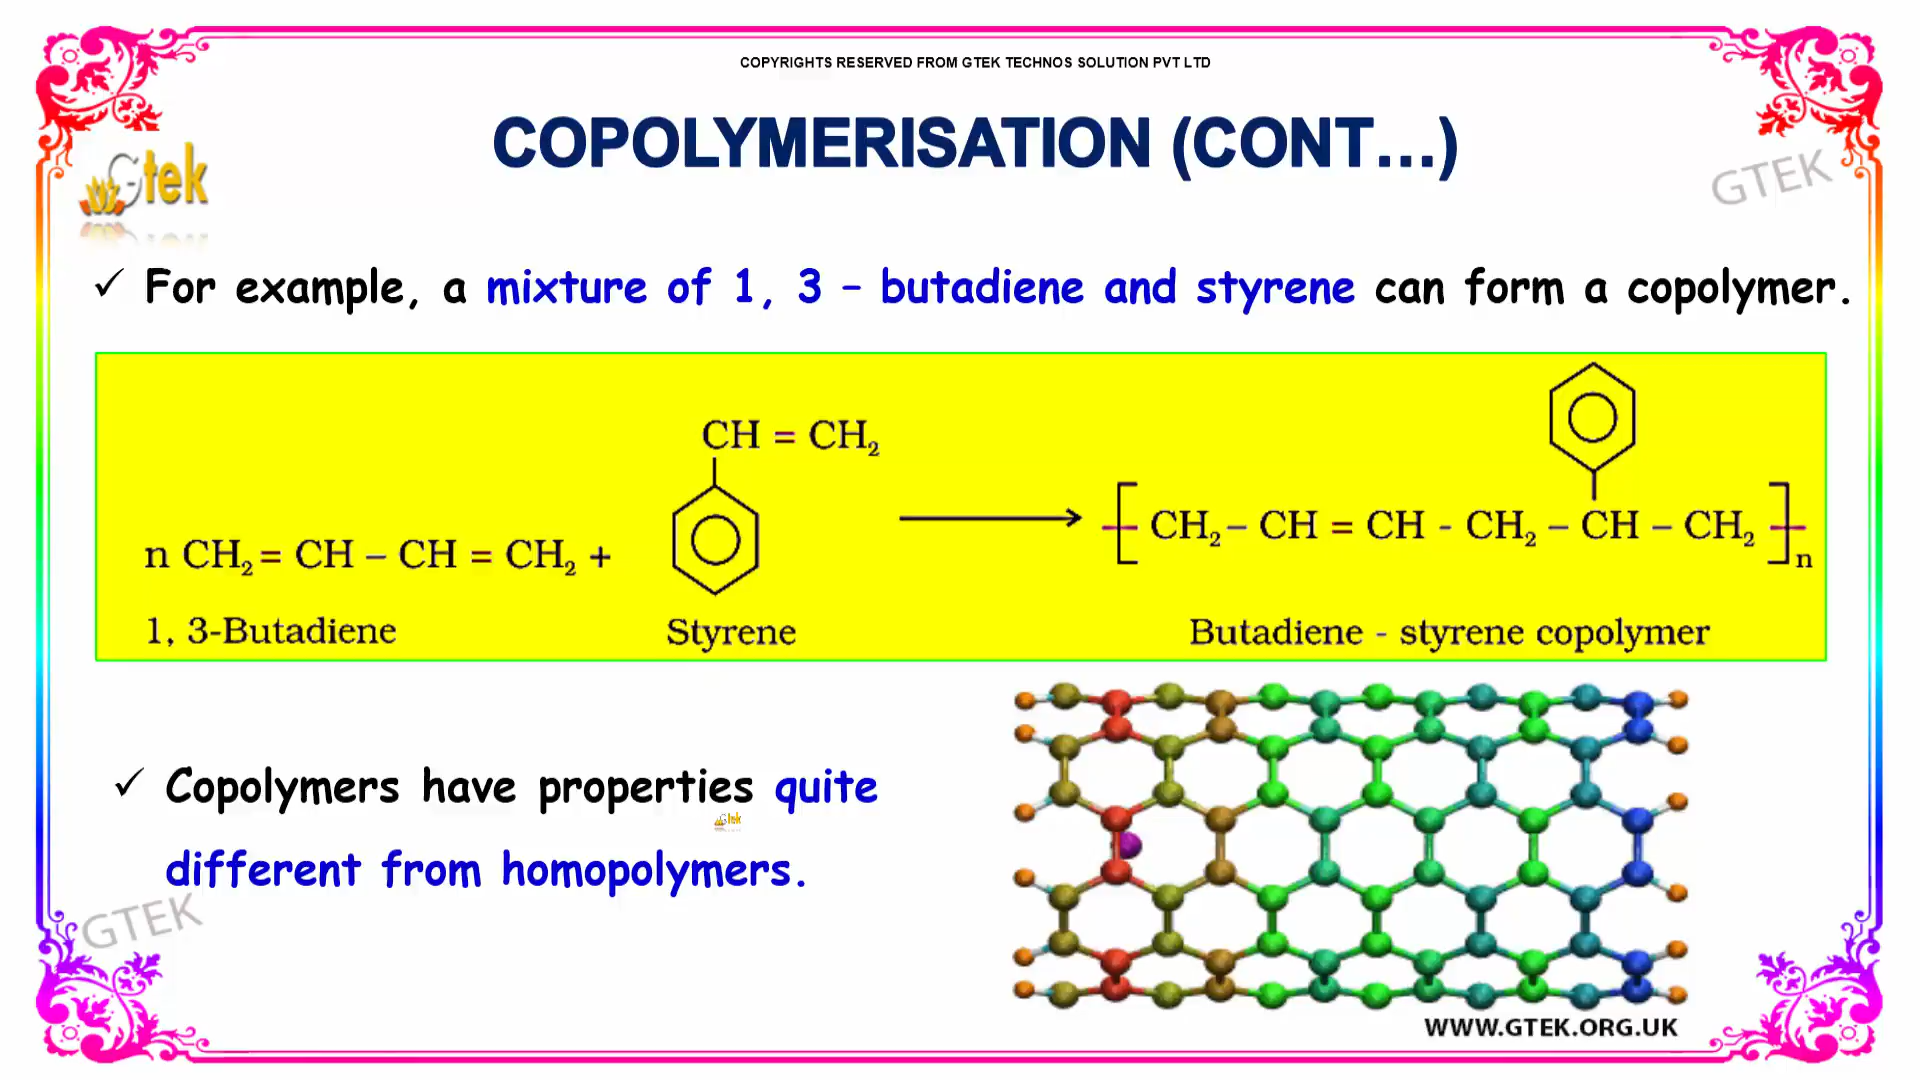 COPYRIGHTS RESERVED FROM GTEK TECHNOS SOLUTION PVT LTD
COPOLYMERISATION (CONT...)
Gtek
GTEK
✓ For example, a mixture of 1, 3 – butadiene and styrene can form a copolymer.
CH = CH₂
n CH₂ = CH – CH = CH₂ +
[ CH₂ – CH = CH - CH₂ – CH – CH₂ ]n
1, 3-Butadiene
Styrene
Butadiene - styrene copolymer
✓ Copolymers have properties quite
Gtek
different from homopolymers.
GTEK
WWW.GTEK.ORG.UK